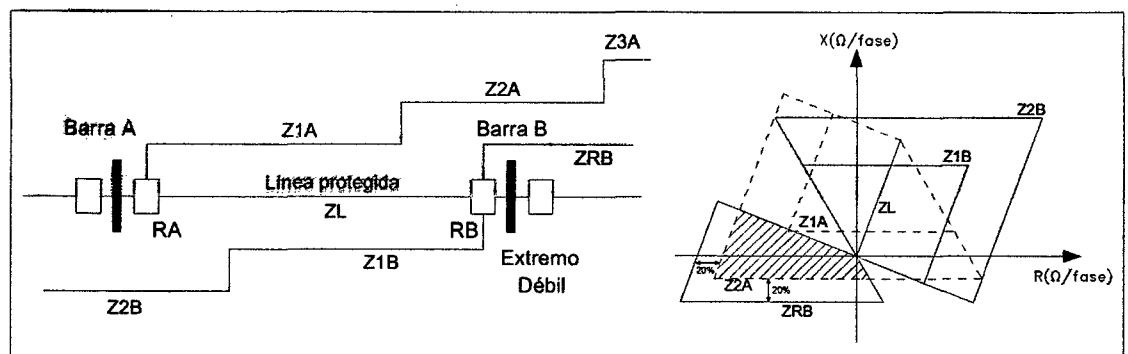 Z3A
Z2A
Barra A
Z1A
Barra B
ZRB
Línea protegida
ZL
RA
RB
Z1B
Extremo
Débil
Z2B
X(Ω/fase)
Z2B
Z1B
Z1A
ZL
R(Ω/fase)
20%
Z2A
20%
ZRB